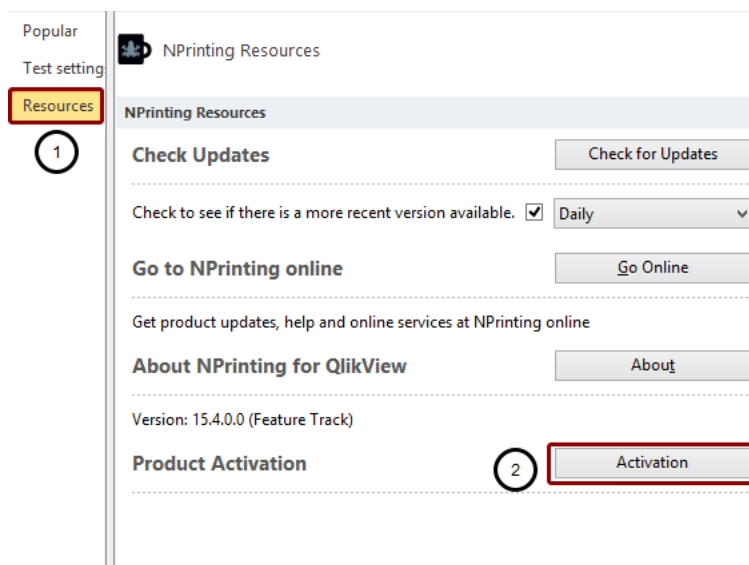 Popular
Test setting
Resources
1
NPrinting Resources
NPrinting Resources
Check Updates
Check for Updates
Check to see if there is a more recent version available.
Daily
Go to NPrinting online
Go Online
Get product updates, help and online services at NPrinting online
About NPrinting for QlikView
About
Version: 15.4.0.0 (Feature Track)
Product Activation
2
Activation